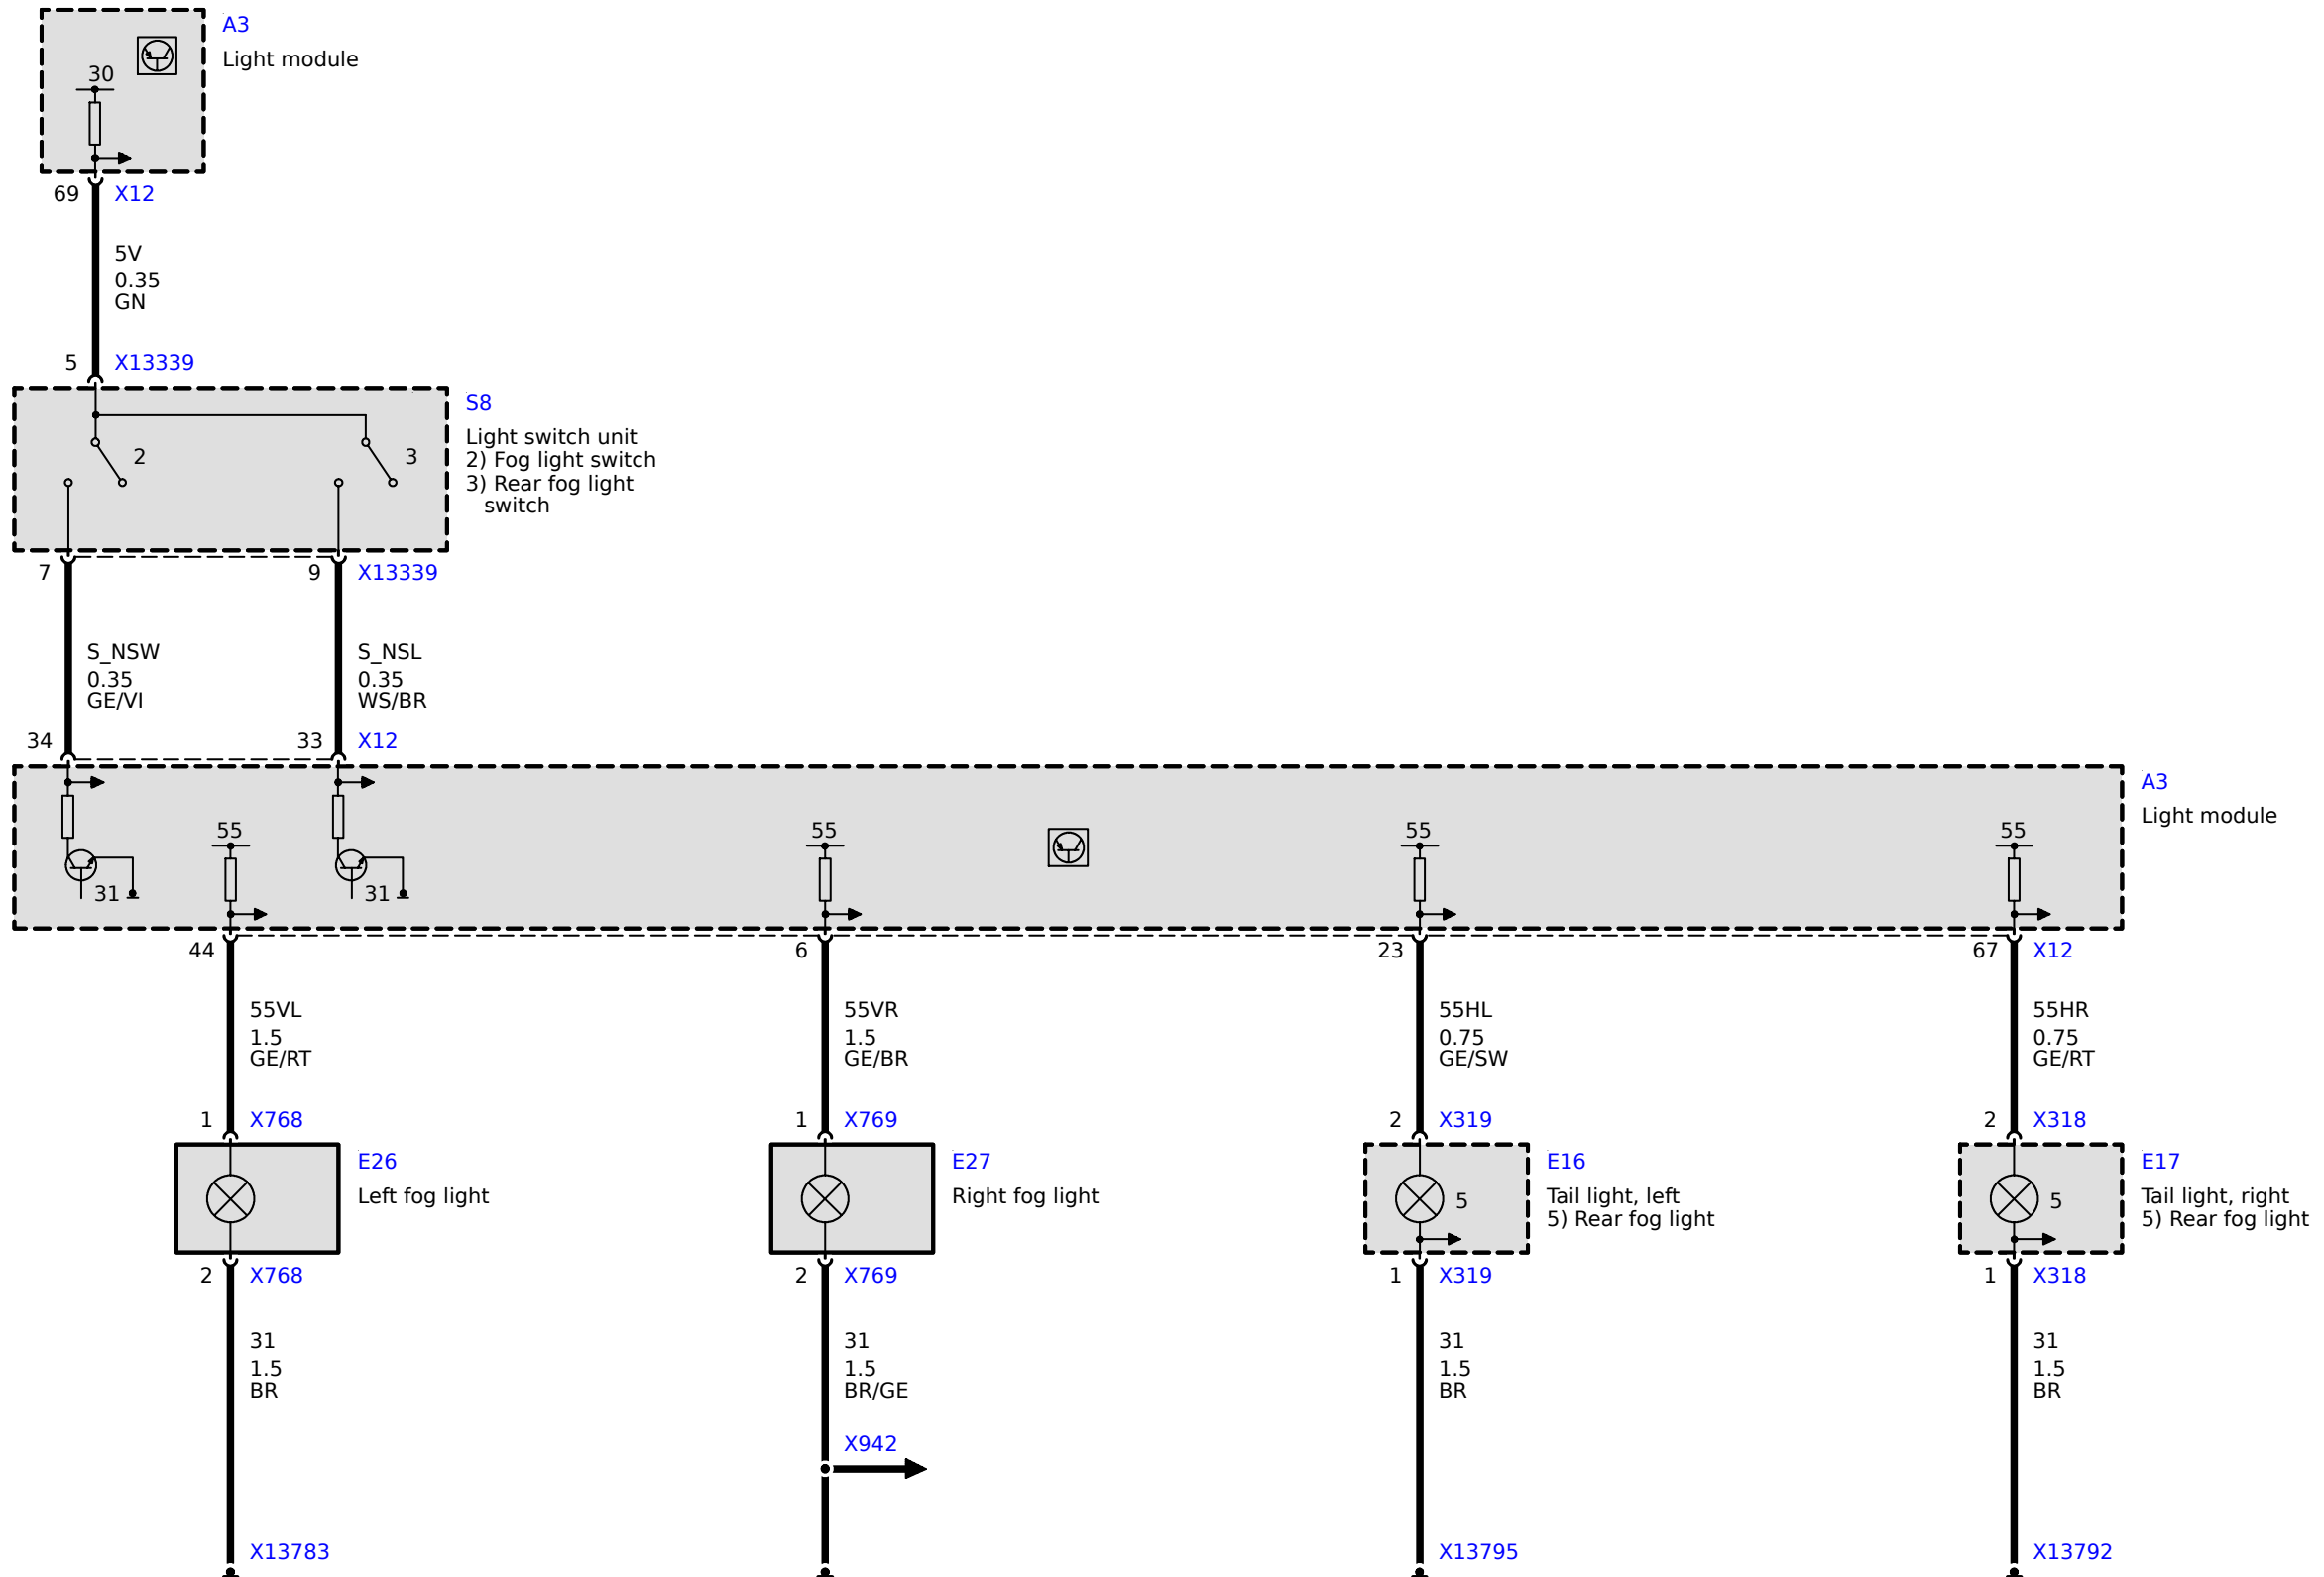 A3
Light module
30
69 X12
5V
0.35
GN
5 X13339
S8
Light switch unit
2) Fog light switch
3) Rear fog light
switch
2 3
7 9 X13339
S_NSW S_NSL
0.35 0.35
GE/VI WS/BR
34 33 X12
A3
Light module
55 55 55 55
31 31
44 6 23 67 X12
55VL 55VR 55HL 55HR
1.5 1.5 0.75 0.75
GE/RT GE/BR GE/SW GE/RT
1 X768 1 X769 2 X319 2 X318
E26 E27 E16 E17
Left fog light Right fog light Tail light, left Tail light, right
5 5) Rear fog light 5 5) Rear fog light
2 X768 2 X769 1 X319 1 X318
31 31 31 31
1.5 1.5 1.5 1.5
BR BR/GE BR BR
X942
X13783 X13795 X13792